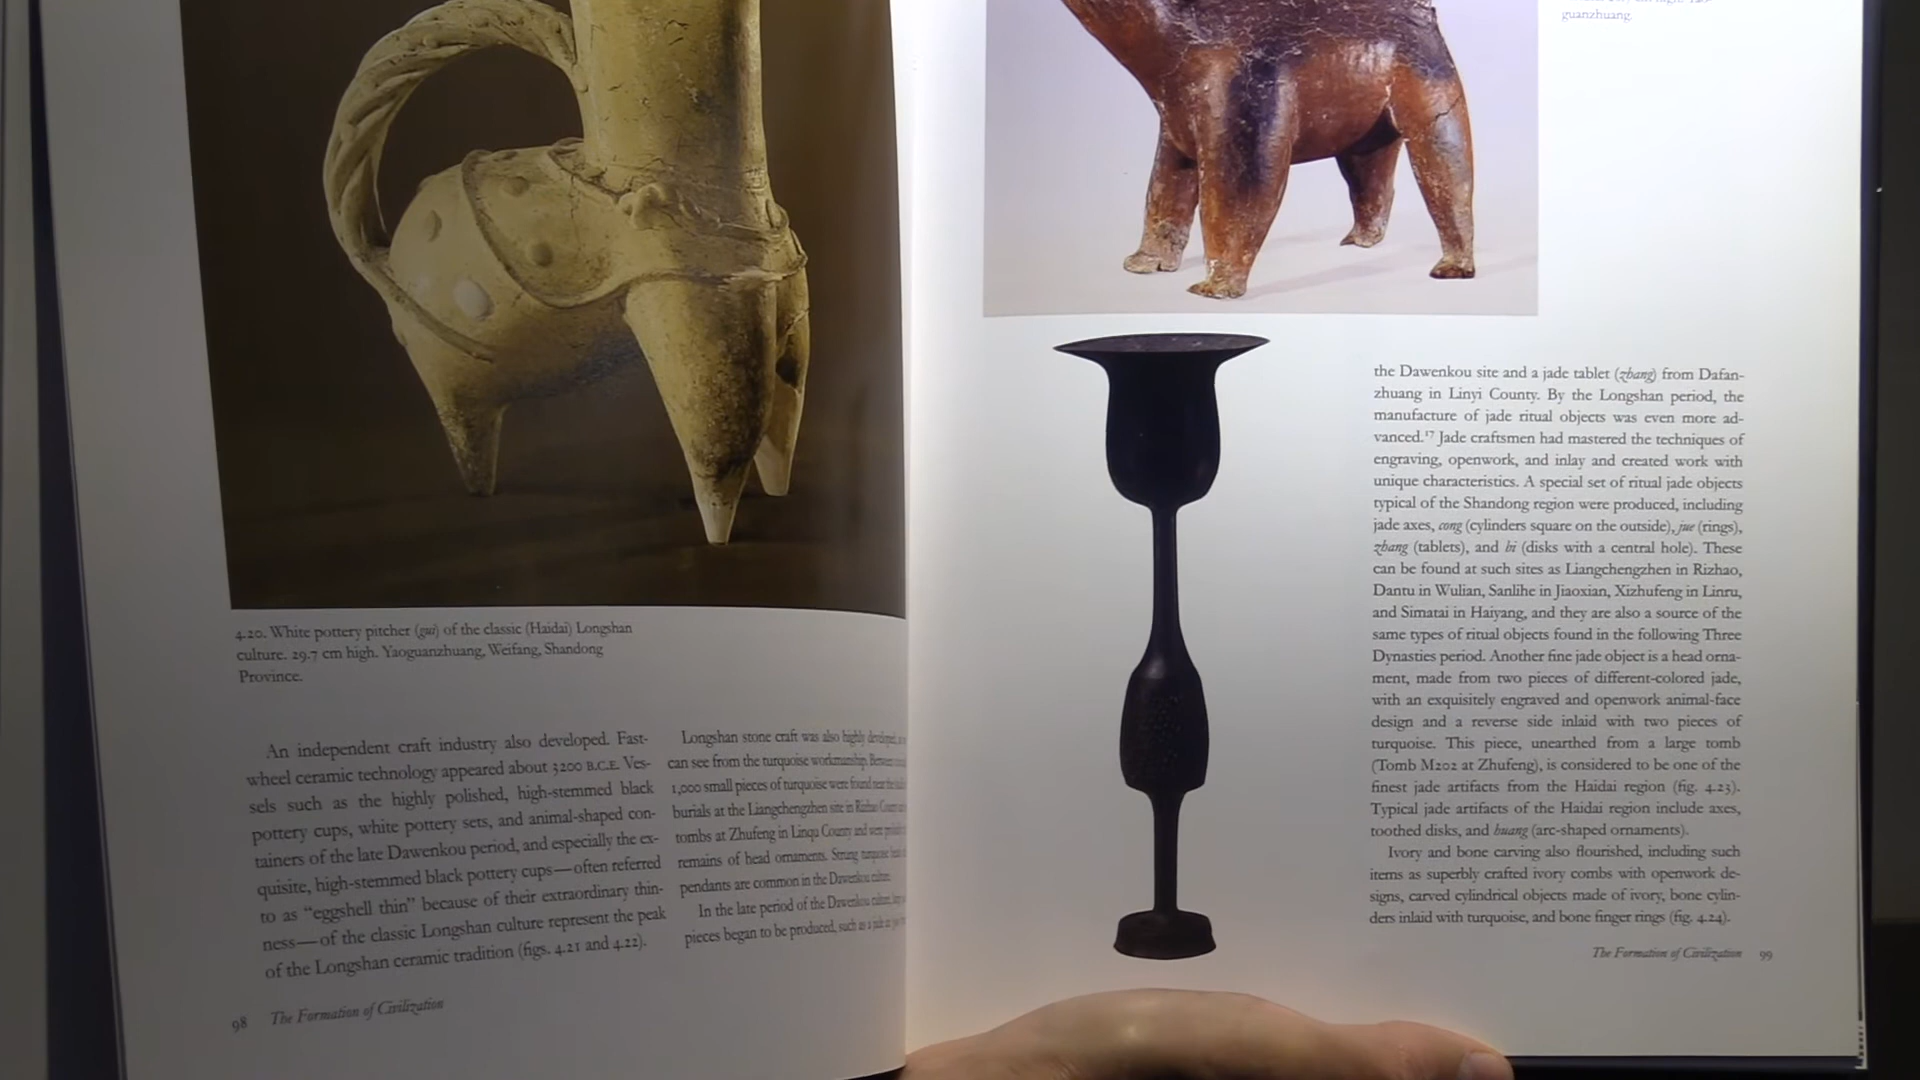 4.20. White pottery pitcher (gui) of the classic (Haidai) Longshan
culture. 29.7 cm high. Yaoguanzhuang, Weifang, Shandong
Province.
An independent craft industry also developed. Fast-
wheel ceramic technology appeared about 3200 B.C.E. Ves-
sels such as the highly polished, high-stemmed black
pottery cups, white pottery sets, and animal-shaped con-
tainers of the late Dawenkou period, and especially the ex-
quisite, high-stemmed black pottery cups—often referred
to as “eggshell thin” because of their extraordinary thin-
ness—of the classic Longshan culture represent the peak
of the Longshan ceramic tradition (figs. 4.21 and 4.22).
98 The Formation of Civilization
Longshan stone craft was also highly developed,
can see from the turquoise workmanship. Between
1,000 small pieces of turquoise were found near the
burials at the Liangchengzhen site in Rizhao County
tombs at Zhufeng in Linqu County and were
remains of head ornaments. Strung turquoise
pendants are common in the Dawenkou culture.
In the late period of the Dawenkou culture,
pieces began to be produced, such as a jade
guanzhuang.
the Dawenkou site and a jade tablet (zhang) from Dafan-
zhuang in Linyi County. By the Longshan period, the
manufacture of jade ritual objects was even more ad-
vanced.¹⁷ Jade craftsmen had mastered the techniques of
engraving, openwork, and inlay and created work with
unique characteristics. A special set of ritual jade objects
typical of the Shandong region were produced, including
jade axes, cong (cylinders square on the outside), jue (rings),
zhang (tablets), and bi (disks with a central hole). These
can be found at such sites as Liangchengzhen in Rizhao,
Dantu in Wulian, Sanlihe in Jiaoxian, Xizhufeng in Linru,
and Simatai in Haiyang, and they are also a source of the
same types of ritual objects found in the following Three
Dynasties period. Another fine jade object is a head orna-
ment, made from two pieces of different-colored jade,
with an exquisitely engraved and openwork animal-face
design and a reverse side inlaid with two pieces of
turquoise. This piece, unearthed from a large tomb
(Tomb M202 at Zhufeng), is considered to be one of the
finest jade artifacts from the Haidai region (fig. 4.23).
Typical jade artifacts of the Haidai region include axes,
toothed disks, and huang (arc-shaped ornaments).
Ivory and bone carving also flourished, including such
items as superbly crafted ivory combs with openwork de-
signs, carved cylindrical objects made of ivory, bone cylin-
ders inlaid with turquoise, and bone finger rings (fig. 4.24).
The Formation of Civilization 99